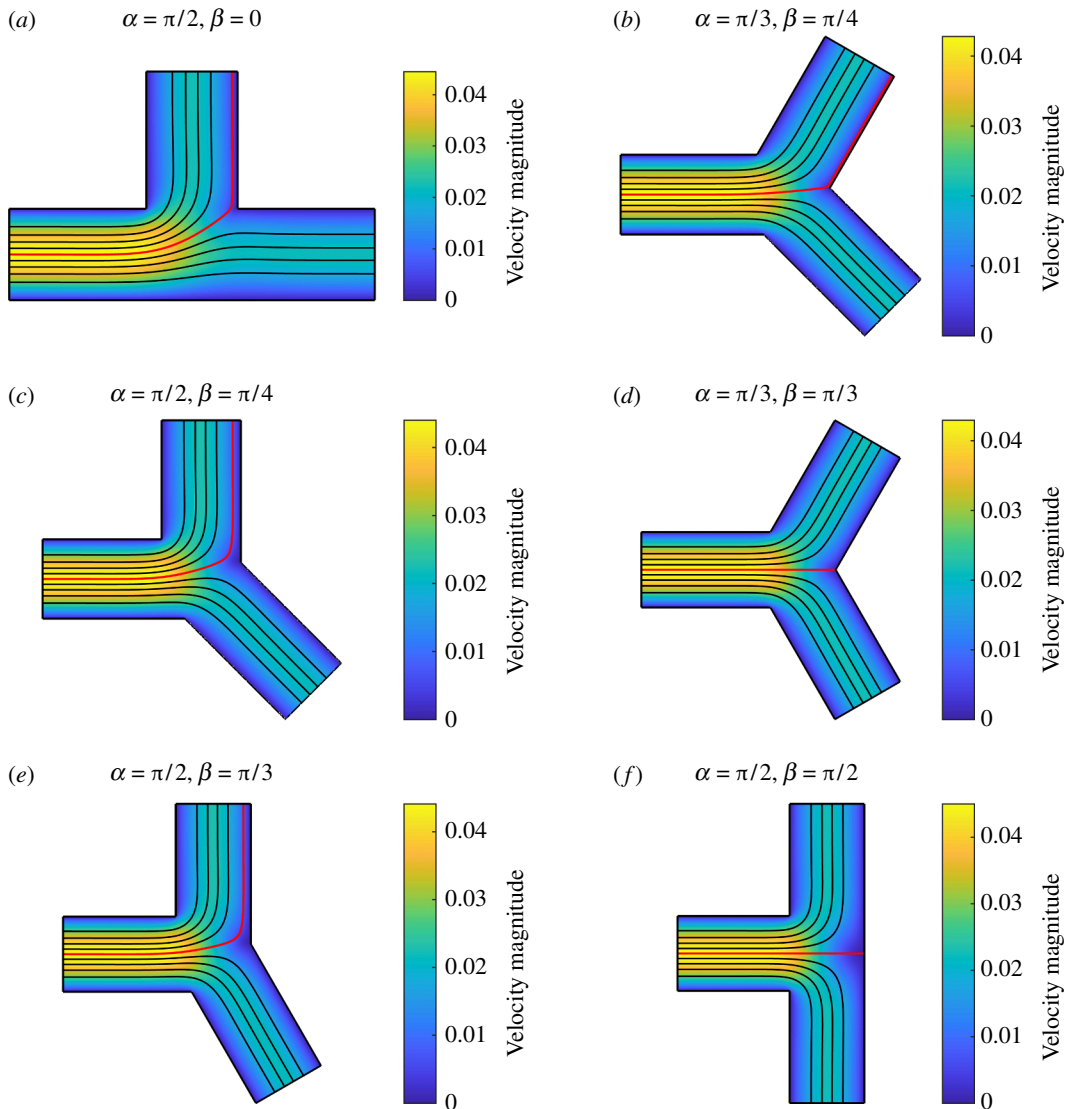 (a) α = π/2, β = 0
0.04
0.03
0.02
0.01
0
Velocity magnitude
(b) α = π/3, β = π/4
0.04
0.03
0.02
0.01
0
Velocity magnitude
(c) α = π/2, β = π/4
0.04
0.03
0.02
0.01
0
Velocity magnitude
(d) α = π/3, β = π/3
0.04
0.03
0.02
0.01
0
Velocity magnitude
(e) α = π/2, β = π/3
0.04
0.03
0.02
0.01
0
Velocity magnitude
(f) α = π/2, β = π/2
0.04
0.03
0.02
0.01
0
Velocity magnitude